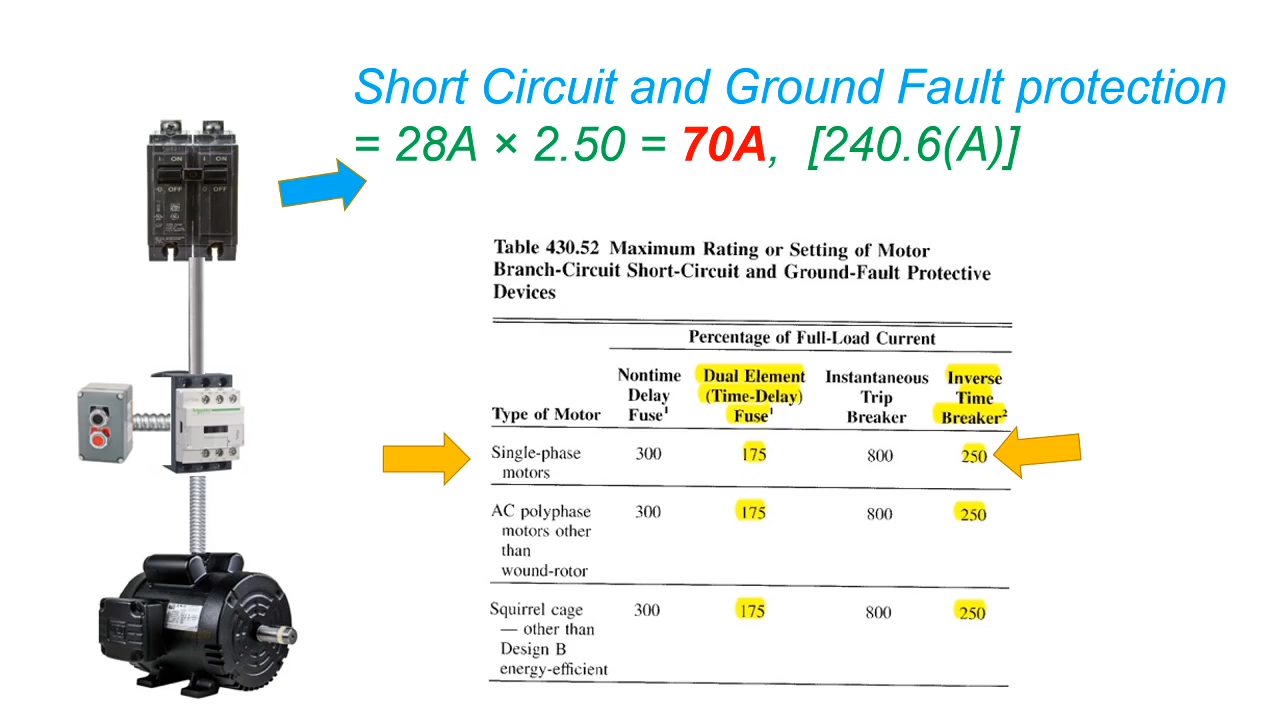 Short Circuit and Ground Fault protection
= 28A × 2.50 = 70A, [240.6(A)]
I ON I ON
OFF O OFF
Table 430.52 Maximum Rating or Setting of Motor
Branch-Circuit Short-Circuit and Ground-Fault Protective
Devices
Percentage of Full-Load Current
Type of Motor
Nontime
Delay
Fuse¹
Dual Element
(Time-Delay)
Fuse¹
Instantaneous
Trip
Breaker
Inverse
Time
Breaker²
Single-phase 300 175 800 250
motors
AC polyphase 300 175 800 250
motors other
than
wound-rotor
Squirrel cage 300 175 800 250
— other than
Design B
energy-efficient